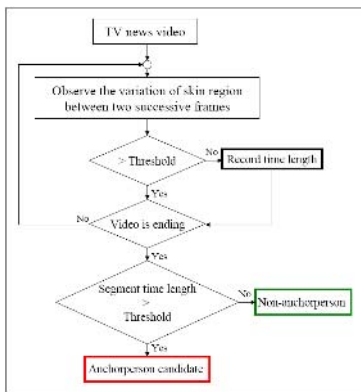 TV news video
Observe the variation of skin region
between two successive frames
> Threshold
No
Record time length
Yes
No
Video is ending
Yes
Segment time length
>
Threshold
No
Non-anchorperson
Yes
Anchorperson candidate